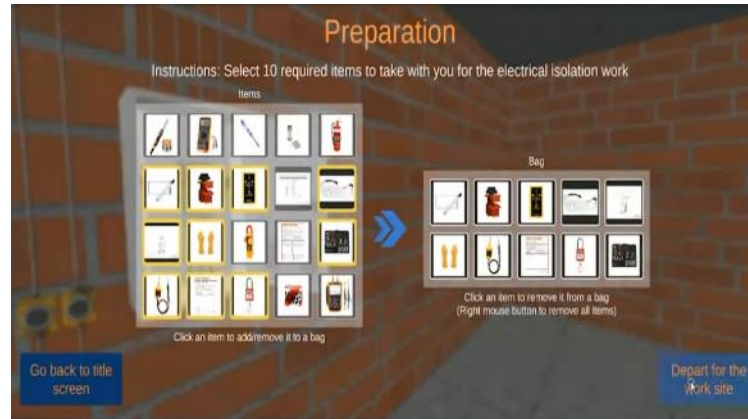 Preparation
Instructions: Select 10 required items to take with you for the electrical isolation work
Items
Bag
Click an item to add/remove it to a bag
Click an item to remove it from a bag
(Right mouse button to remove all items)
Go back to title
screen
Depart for the
work site